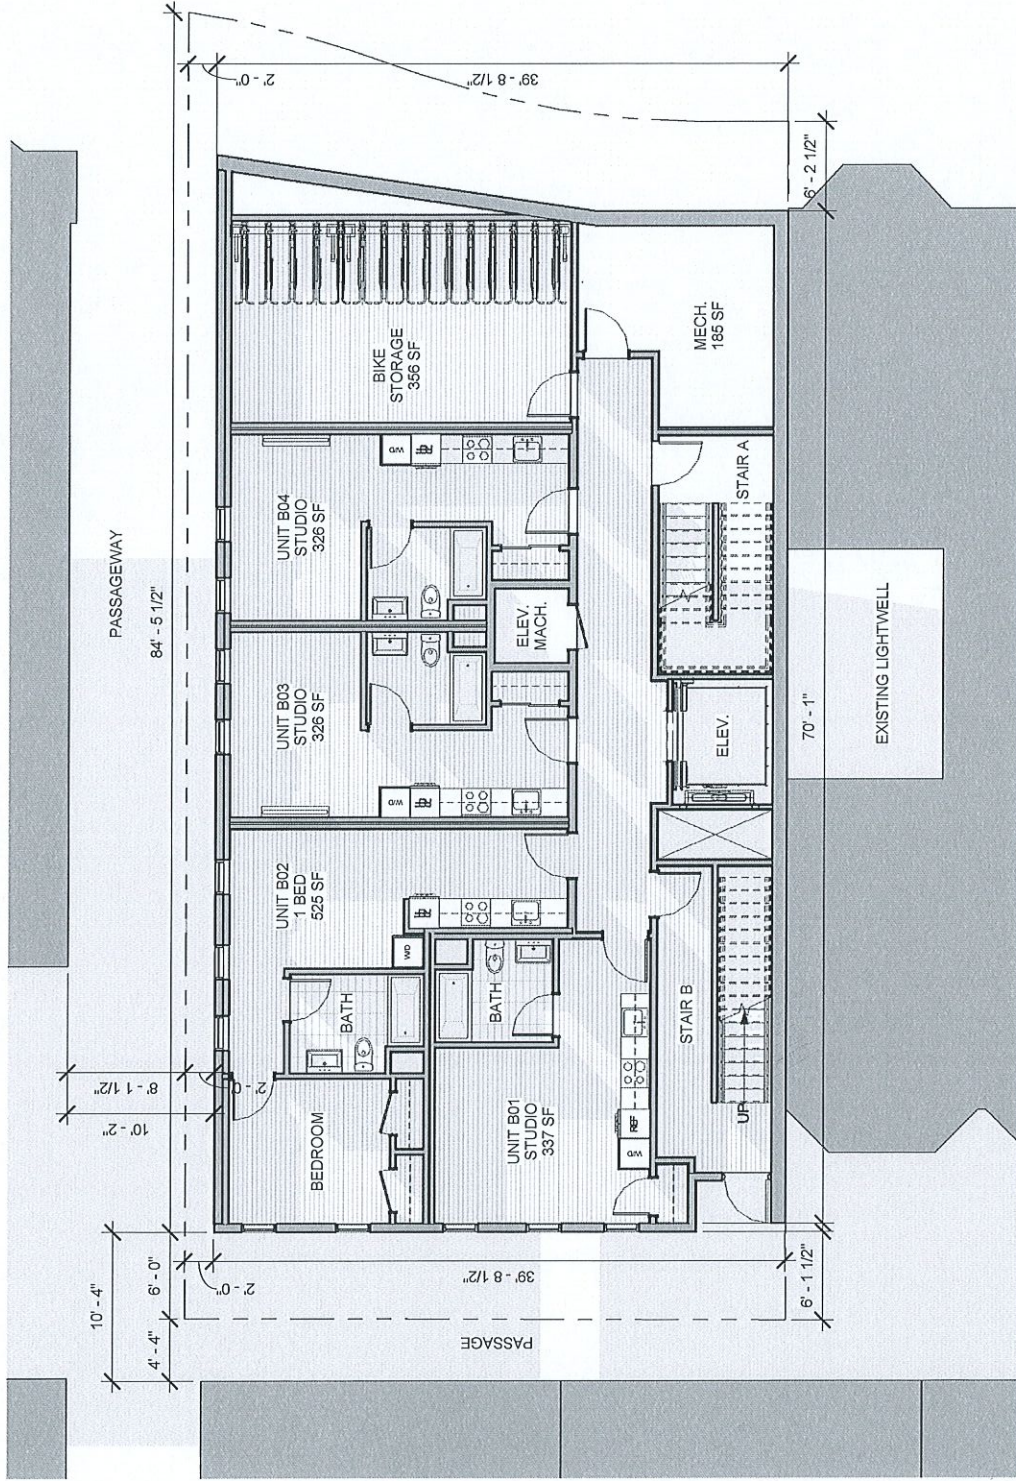 PASSAGEWAY
84' - 5 1/2"
2' - 0"
39' - 8 1/2"
6' - 2 1/2"
BIKE
STORAGE
356 SF
MECH.
185 SF
UNIT B04
STUDIO
326 SF
W/D
REF
STAIR A
ELEV.
MACH.
UNIT B03
STUDIO
326 SF
W/D
REF
ELEV.
70' - 1"
EXISTING LIGHTWELL
UNIT B02
1 BED
525 SF
REF
W/D
BATH
BATH
STAIR B
UP
BEDROOM
UNIT B01
STUDIO
337 SF
REF
W/D
8' - 1 1/2"
2' - 0"
10' - 2"
10' - 4"
6' - 0"
4' - 4"
2' - 0"
39' - 8 1/2"
6' - 1 1/2"
PASSAGE